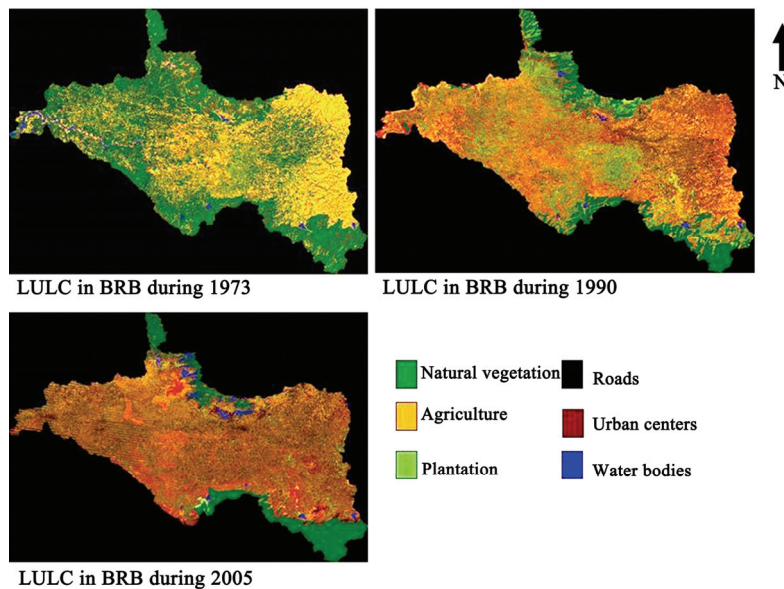 N
LULC in BRB during 1973
LULC in BRB during 1990
Natural vegetation
Roads
Agriculture
Urban centers
Plantation
Water bodies
LULC in BRB during 2005